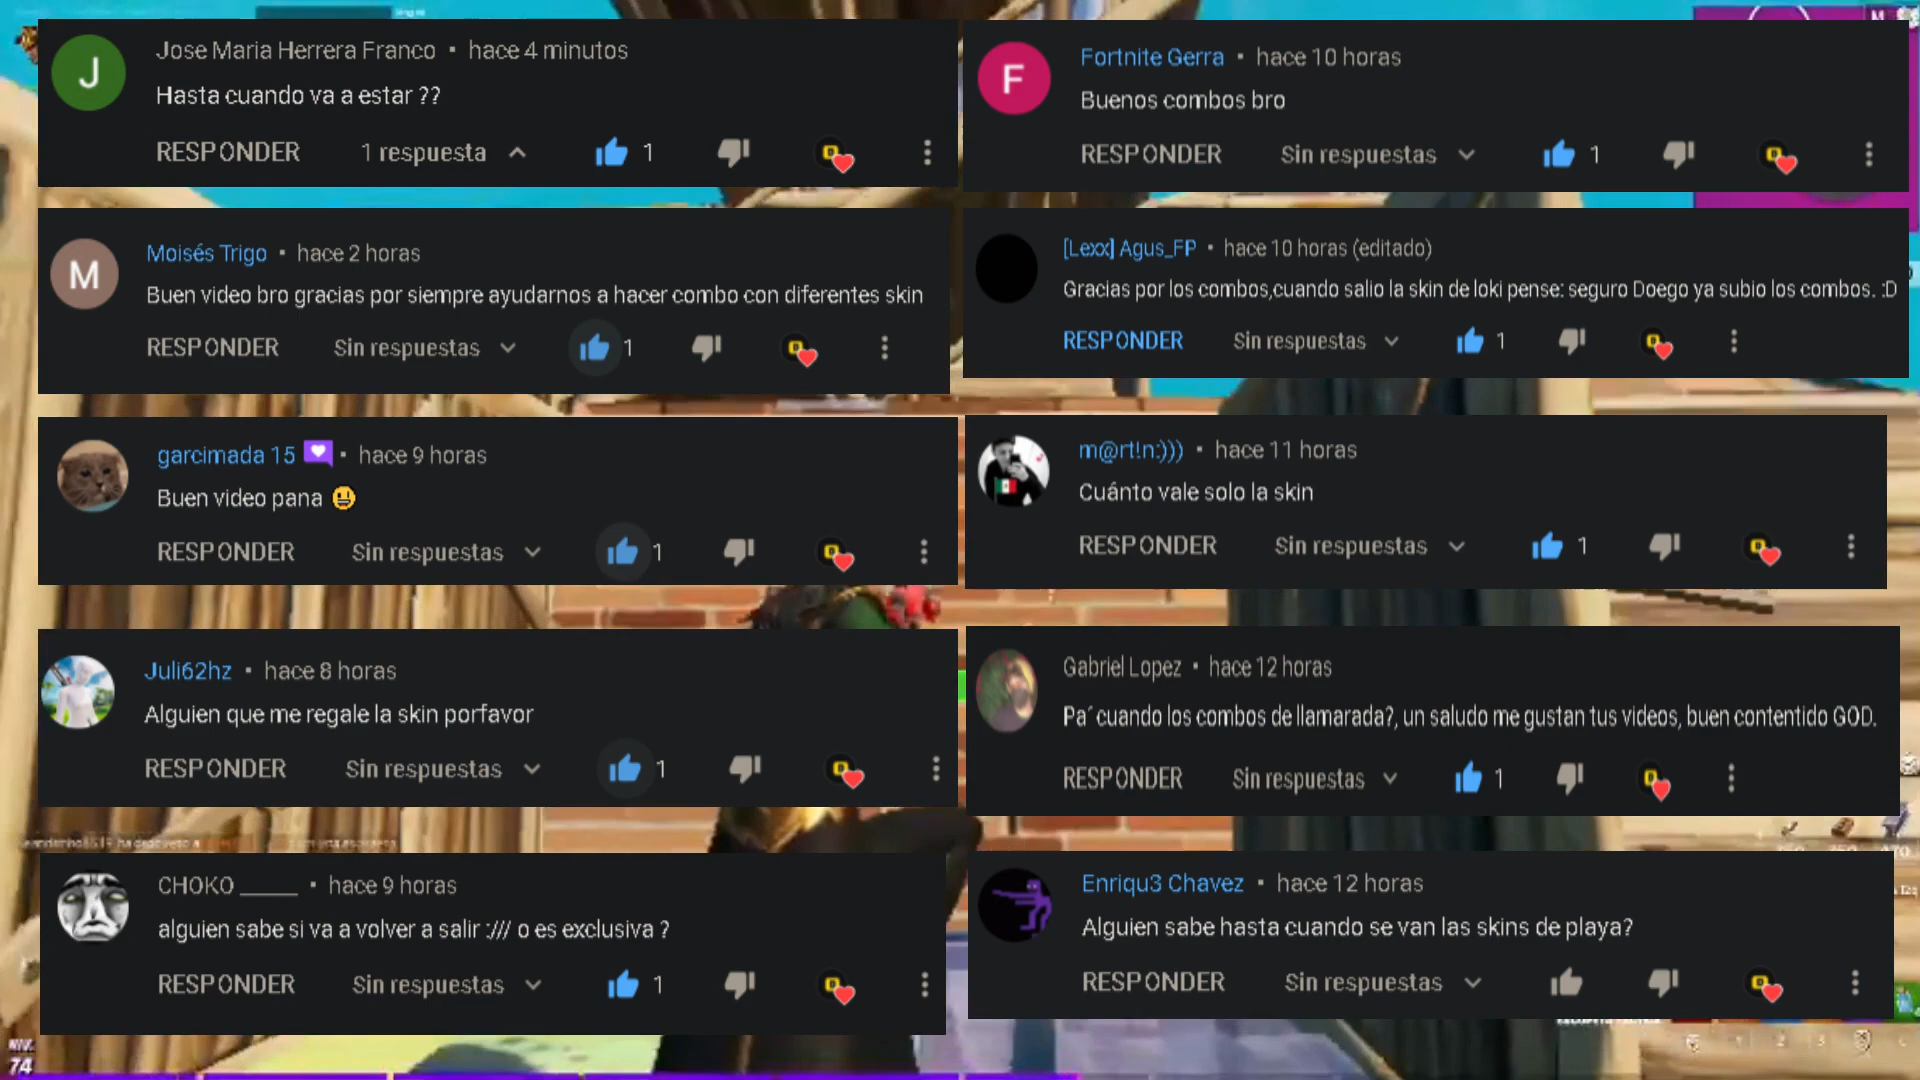 J
Jose Maria Herrera Franco • hace 4 minutos
Hasta cuando va a estar ??
RESPONDER 1 respuesta 1
M
Moisés Trigo • hace 2 horas
Buen video bro gracias por siempre ayudarnos a hacer combo con diferentes skin
RESPONDER Sin respuestas 1
garcimada 15 • hace 9 horas
Buen video pana 😃
RESPONDER Sin respuestas 1
Juli62hz • hace 8 horas
Alguien que me regale la skin porfavor
RESPONDER Sin respuestas 1
CHOKO _____ • hace 9 horas
alguien sabe si va a volver a salir :/// o es exclusiva ?
RESPONDER Sin respuestas 1
74
F
Fortnite Gerra • hace 10 horas
Buenos combos bro
RESPONDER Sin respuestas 1
[Lexx] Agus_FP • hace 10 horas (editado)
Gracias por los combos,cuando salio la skin de loki pense: seguro Doego ya subio los combos. :D
RESPONDER Sin respuestas 1
m@rt!n:))) • hace 11 horas
Cuánto vale solo la skin
RESPONDER Sin respuestas 1
Gabriel Lopez • hace 12 horas
Pa´ cuando los combos de llamarada?, un saludo me gustan tus videos, buen contentido GOD.
RESPONDER Sin respuestas 1
Enriqu3 Chavez • hace 12 horas
Alguien sabe hasta cuando se van las skins de playa?
RESPONDER Sin respuestas